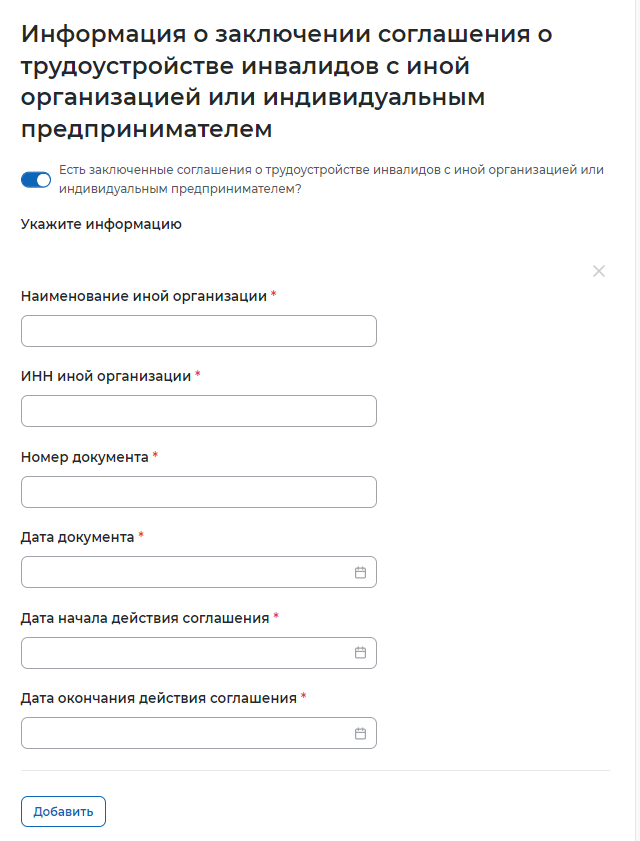 Информация о заключении соглашения о
трудоустройстве инвалидов с иной
организацией или индивидуальным
предпринимателем
Есть заключенные соглашения о трудоустройстве инвалидов с иной организацией или
индивидуальным предпринимателем?
Укажите информацию
Наименование иной организации *
ИНН иной организации *
Номер документа *
Дата документа *
Дата начала действия соглашения *
Дата окончания действия соглашения *
Добавить